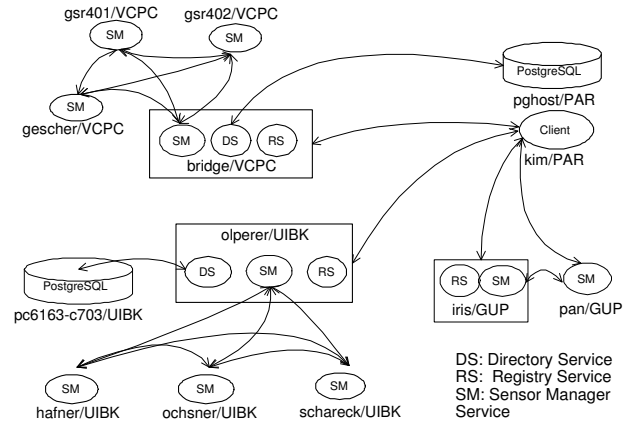 gsr401/VCPC
gsr402/VCPC
SM
SM
PostgreSQL
pghost/PAR
SM
gescher/VCPC
SM
DS
RS
bridge/VCPC
Client
kim/PAR
olperer/UIBK
DS
SM
RS
PostgreSQL
pc6163-c703/UIBK
RS
SM
iris/GUP
SM
pan/GUP
SM
hafner/UIBK
SM
ochsner/UIBK
SM
schareck/UIBK
DS: Directory Service
RS: Registry Service
SM: Sensor Manager
Service